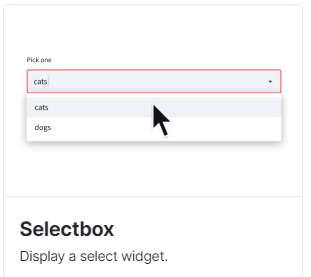 Pick one
cats
cats
dogs
Selectbox
Display a select widget.